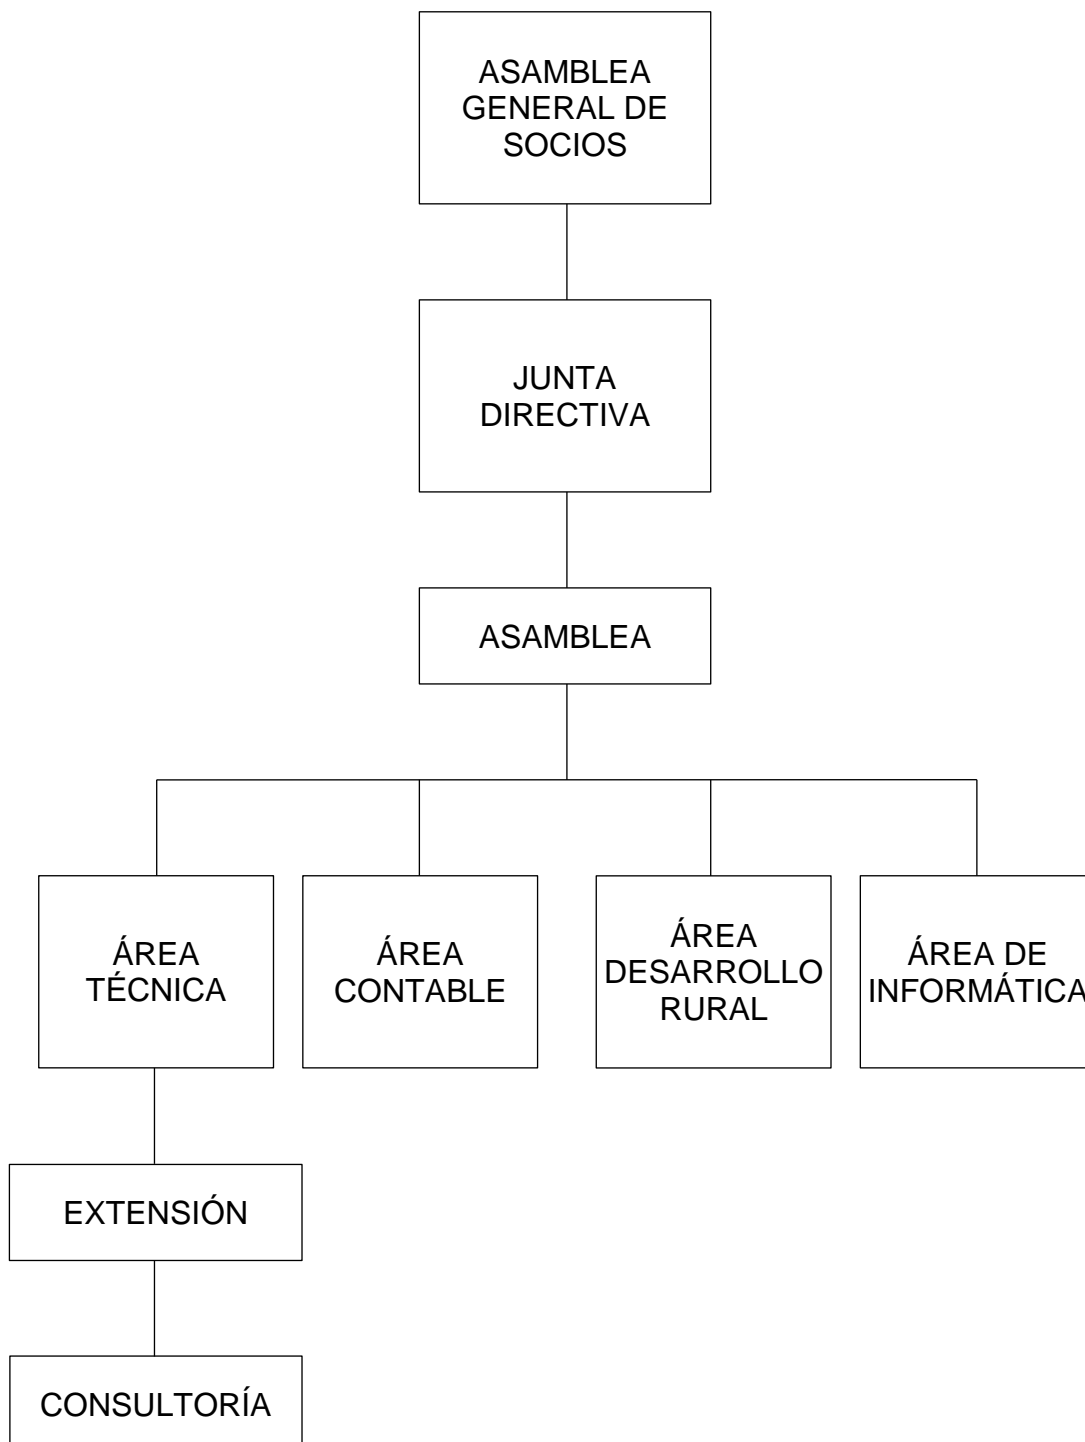 ASAMBLEA
GENERAL DE
SOCIOS
JUNTA
DIRECTIVA
ASAMBLEA
ÁREA
TÉCNICA
ÁREA
CONTABLE
ÁREA
DESARROLLO
RURAL
ÁREA DE
INFORMÁTICA
EXTENSIÓN
CONSULTORÍA